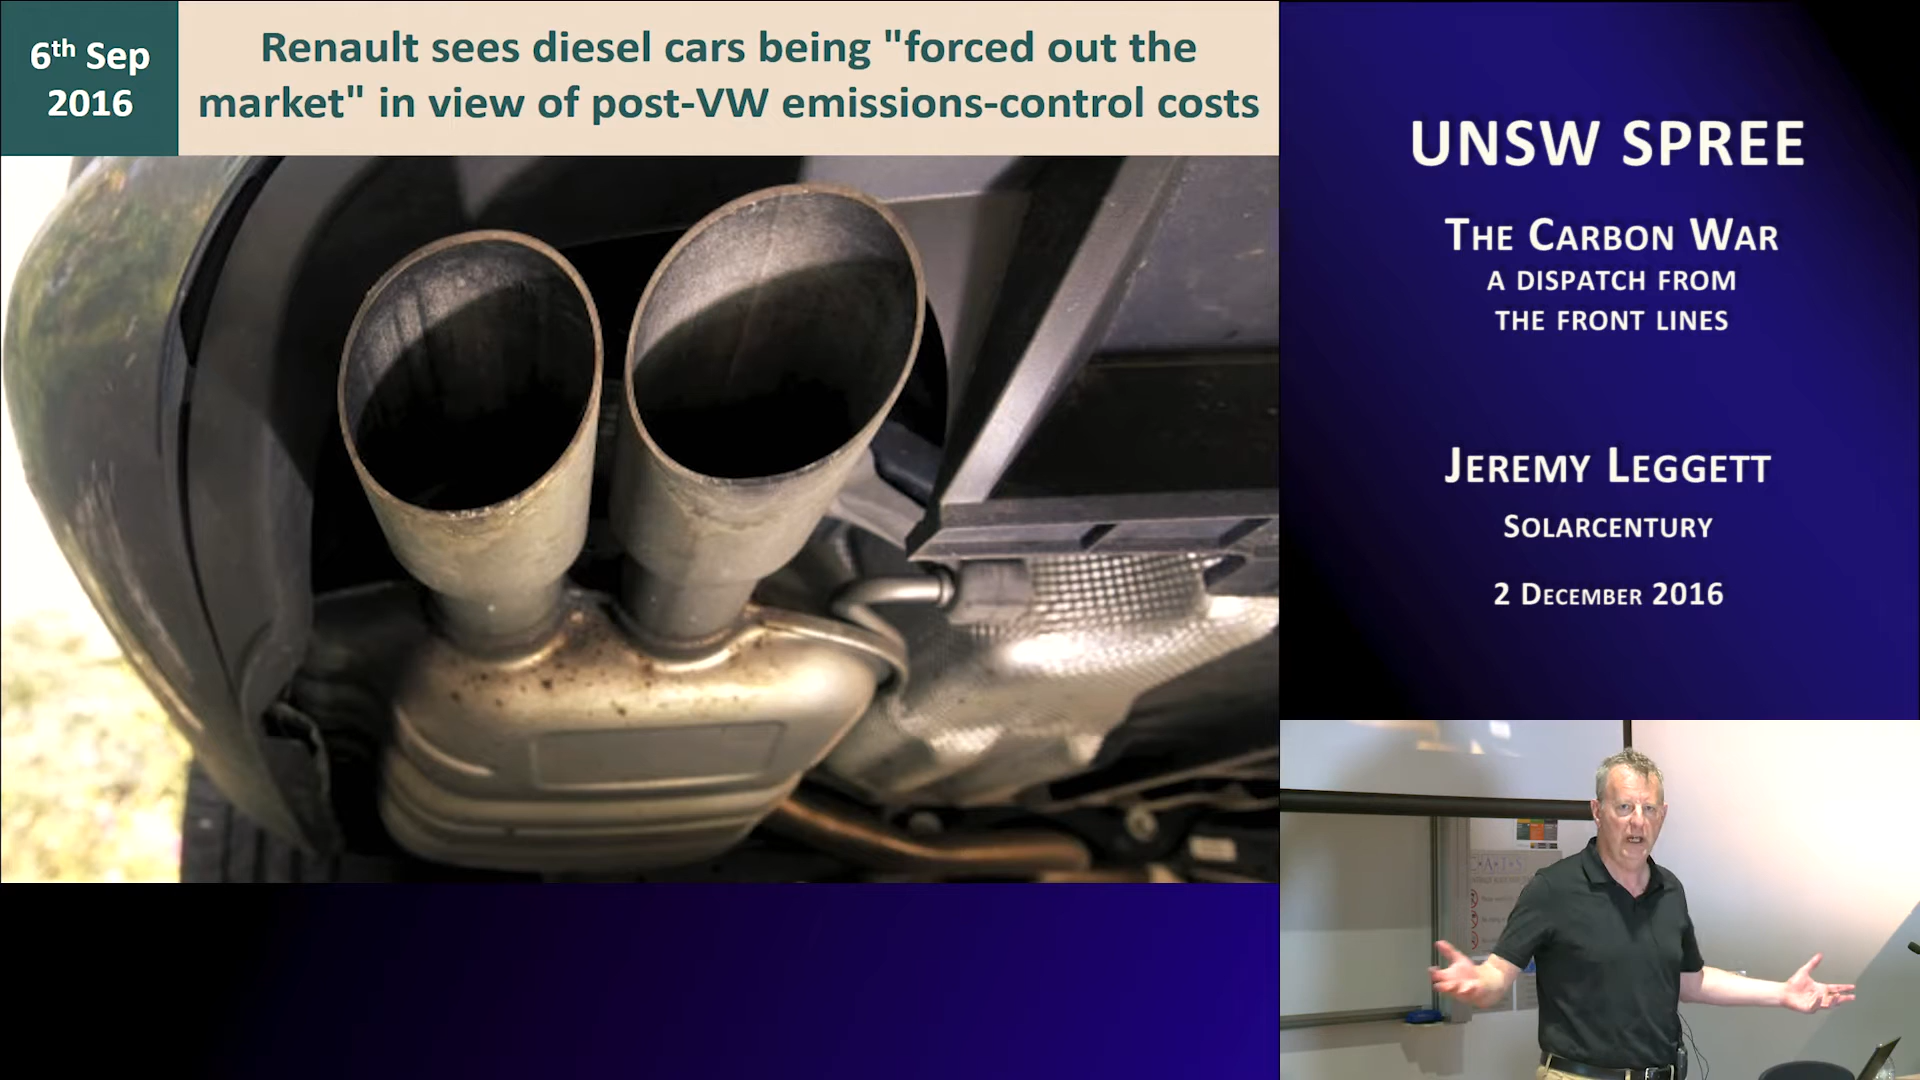 6th Sep
2016
Renault sees diesel cars being "forced out the
market" in view of post-VW emissions-control costs
UNSW SPREE
THE CARBON WAR
A DISPATCH FROM
THE FRONT LINES
JEREMY LEGGETT
SOLARCENTURY
2 DECEMBER 2016